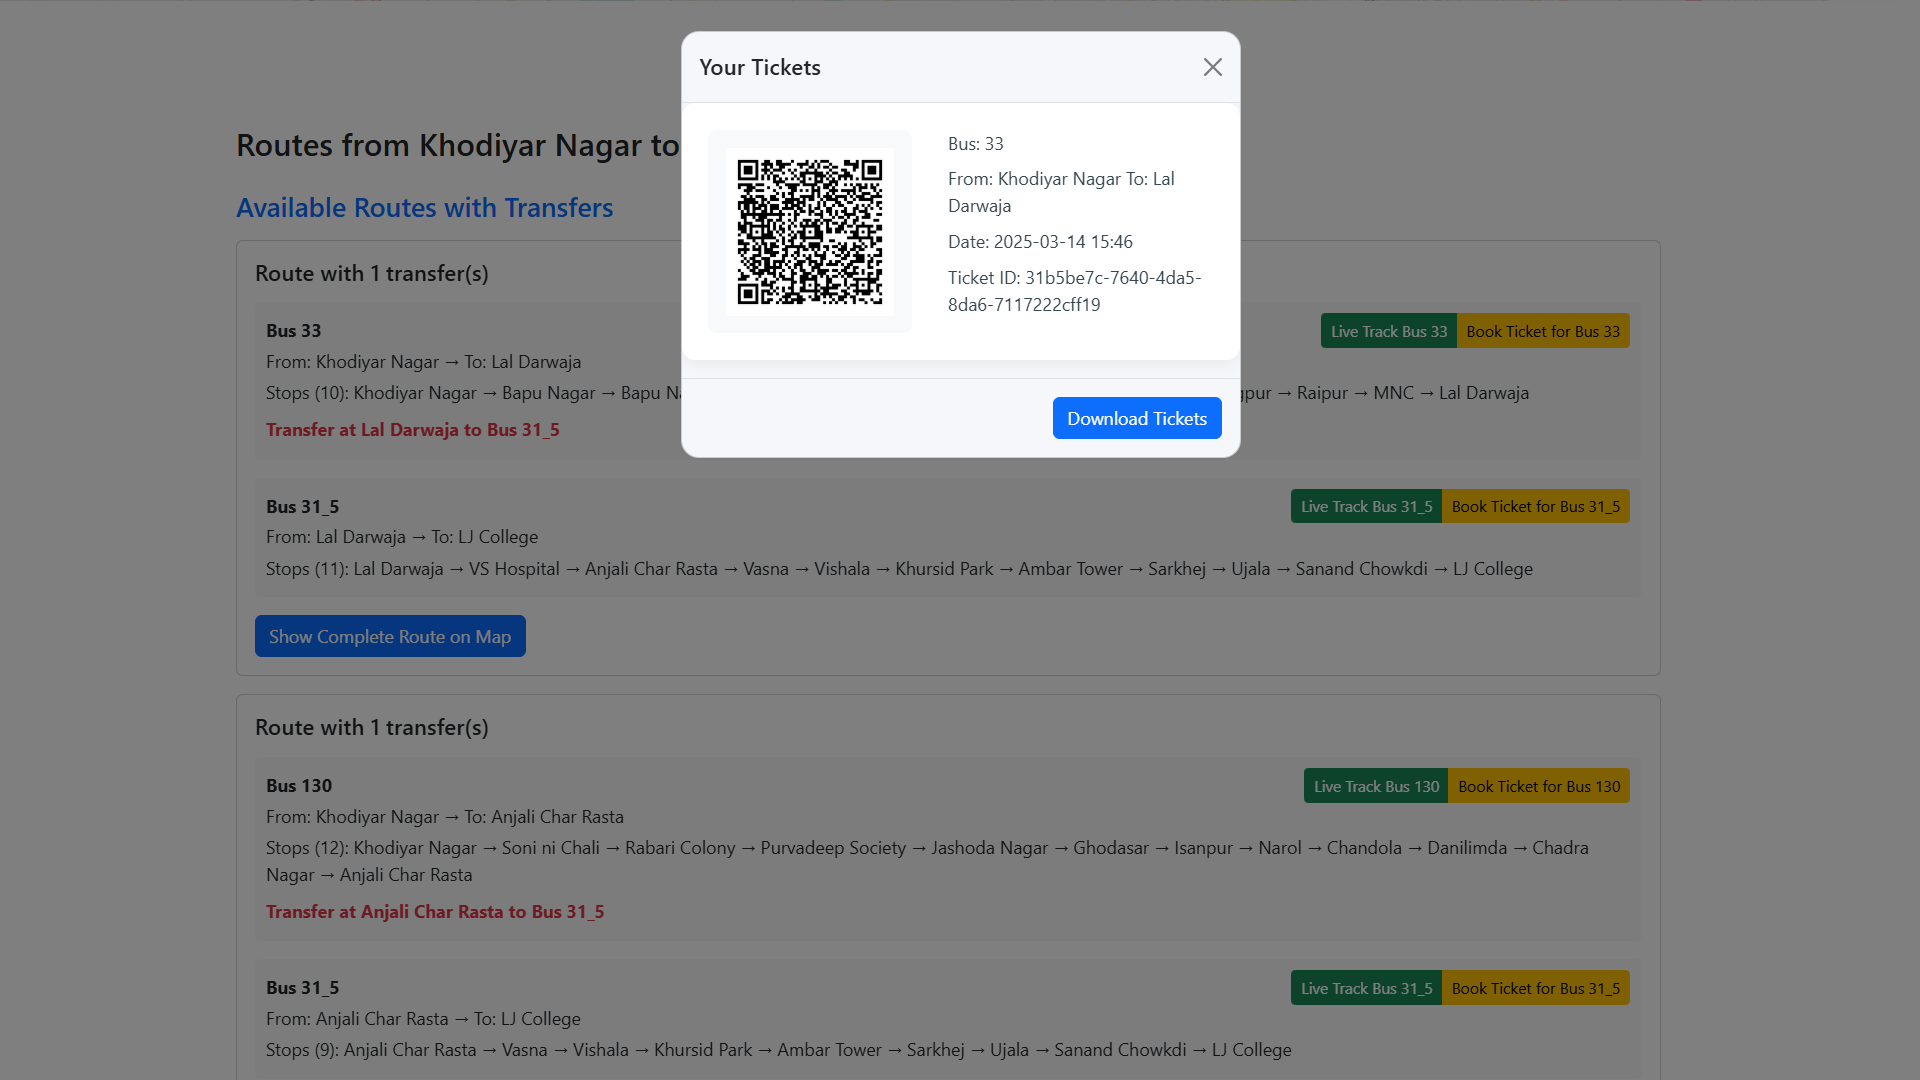 Your Tickets
Bus: 33
From: Khodiyar Nagar To: Lal
Darwaja
Date: 2025-03-14 15:46
Ticket ID: 31b5be7c-7640-4da5-
8da6-7117222cff19
Download Tickets
Routes from Khodiyar Nagar to
Available Routes with Transfers
Route with 1 transfer(s)
Bus 33
Live Track Bus 33 Book Ticket for Bus 33
From: Khodiyar Nagar → To: Lal Darwaja
Stops (10): Khodiyar Nagar → Bapu Nagar → Bapu → Raipur → MNC → Lal Darwaja
Transfer at Lal Darwaja to Bus 31_5
Bus 31_5
Live Track Bus 31_5 Book Ticket for Bus 31_5
From: Lal Darwaja → To: LJ College
Stops (11): Lal Darwaja → VS Hospital → Anjali Char Rasta → Vasna → Vishala → Khursid Park → Ambar Tower → Sarkhej → Ujala → Sanand Chowkdi → LJ College
Show Complete Route on Map
Route with 1 transfer(s)
Bus 130
Live Track Bus 130 Book Ticket for Bus 130
From: Khodiyar Nagar → To: Anjali Char Rasta
Stops (12): Khodiyar Nagar → Soni ni Chali → Rabari Colony → Purvadeep Society → Jashoda Nagar → Ghodasar → Isanpur → Narol → Chandola → Danilimda → Chadra
Nagar → Anjali Char Rasta
Transfer at Anjali Char Rasta to Bus 31_5
Bus 31_5
Live Track Bus 31_5 Book Ticket for Bus 31_5
From: Anjali Char Rasta → To: LJ College
Stops (9): Anjali Char Rasta → Vasna → Vishala → Khursid Park → Ambar Tower → Sarkhej → Ujala → Sanand Chowkdi → LJ College